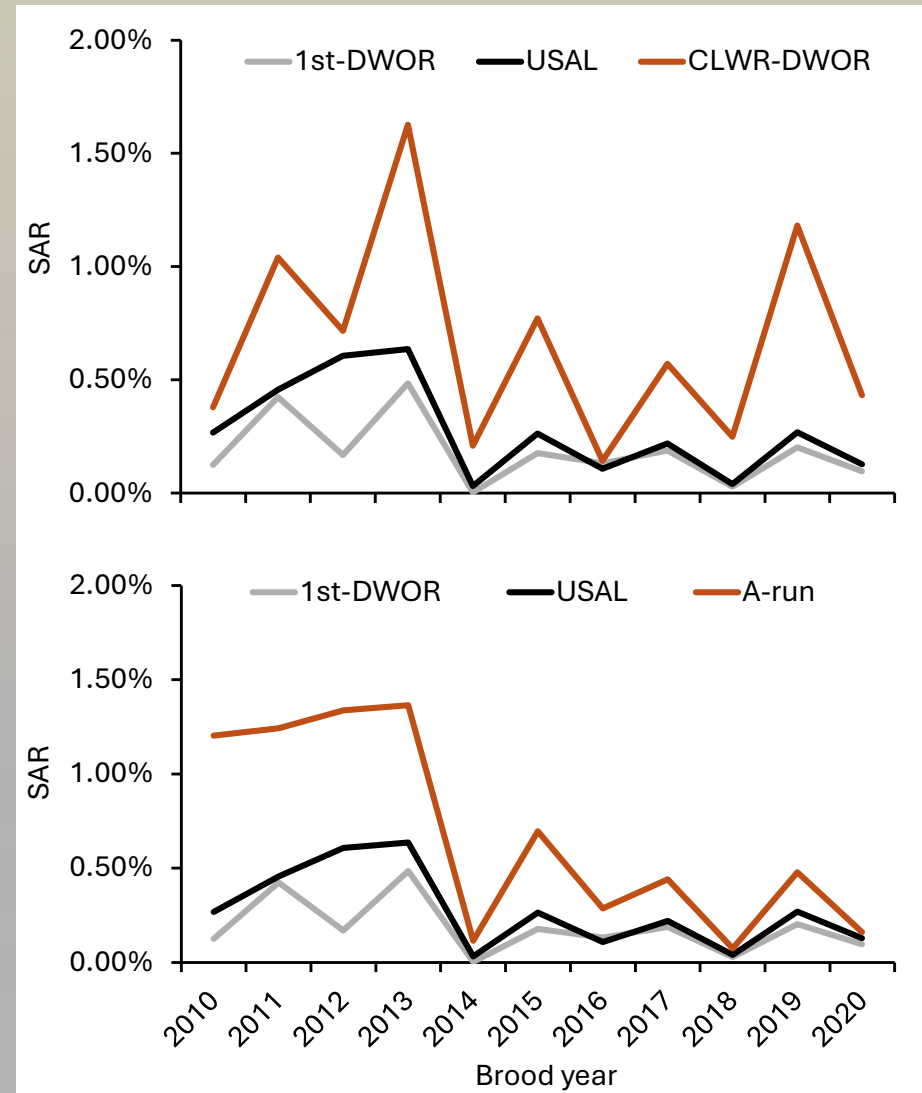 2.00%
1st-DWOR USAL CLWR-DWOR
1.50%
SAR
1.00%
0.50%
0.00%
2.00%
1st-DWOR USAL A-run
1.50%
SAR
1.00%
0.50%
0.00%
2010 2011 2012 2013 2014 2015 2016 2017 2018 2019 2020
Brood year